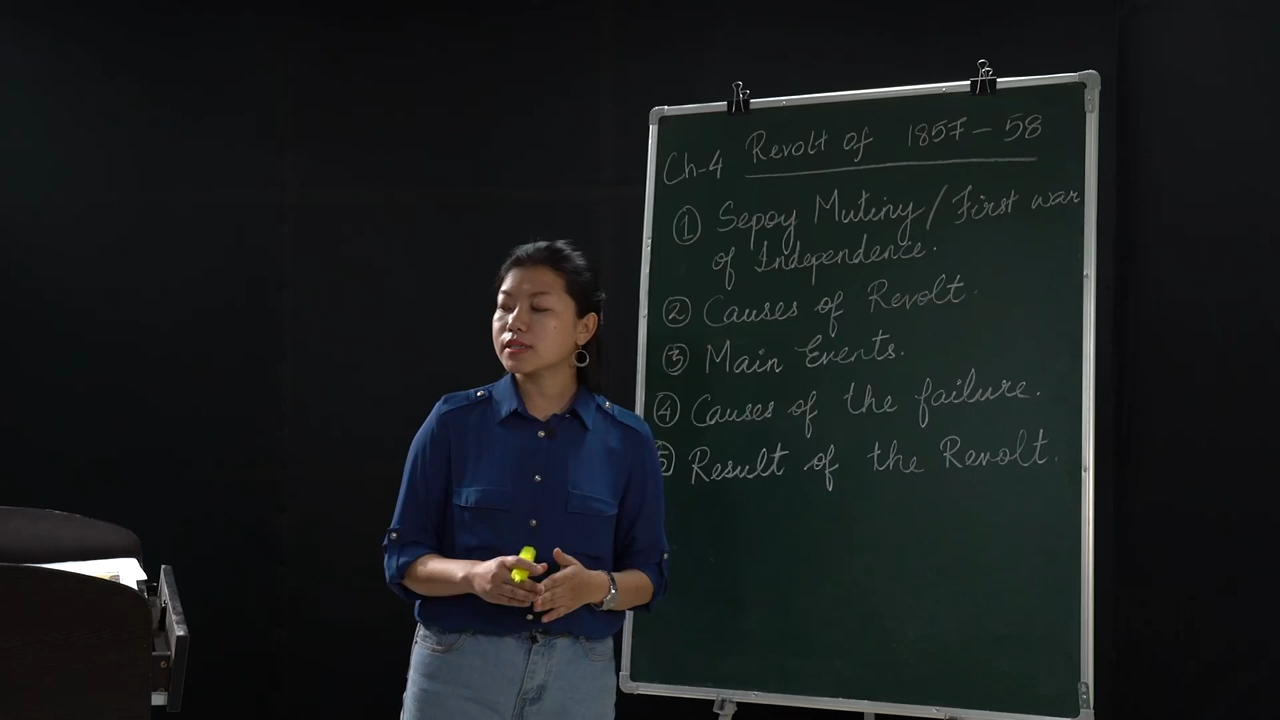 Ch-4 Revolt of 1857-58
① Sepoy Mutiny / First war
of Independence.
② Causes of Revolt.
③ Main Events.
④ Causes of the failure.
⑤ Result of the Revolt.